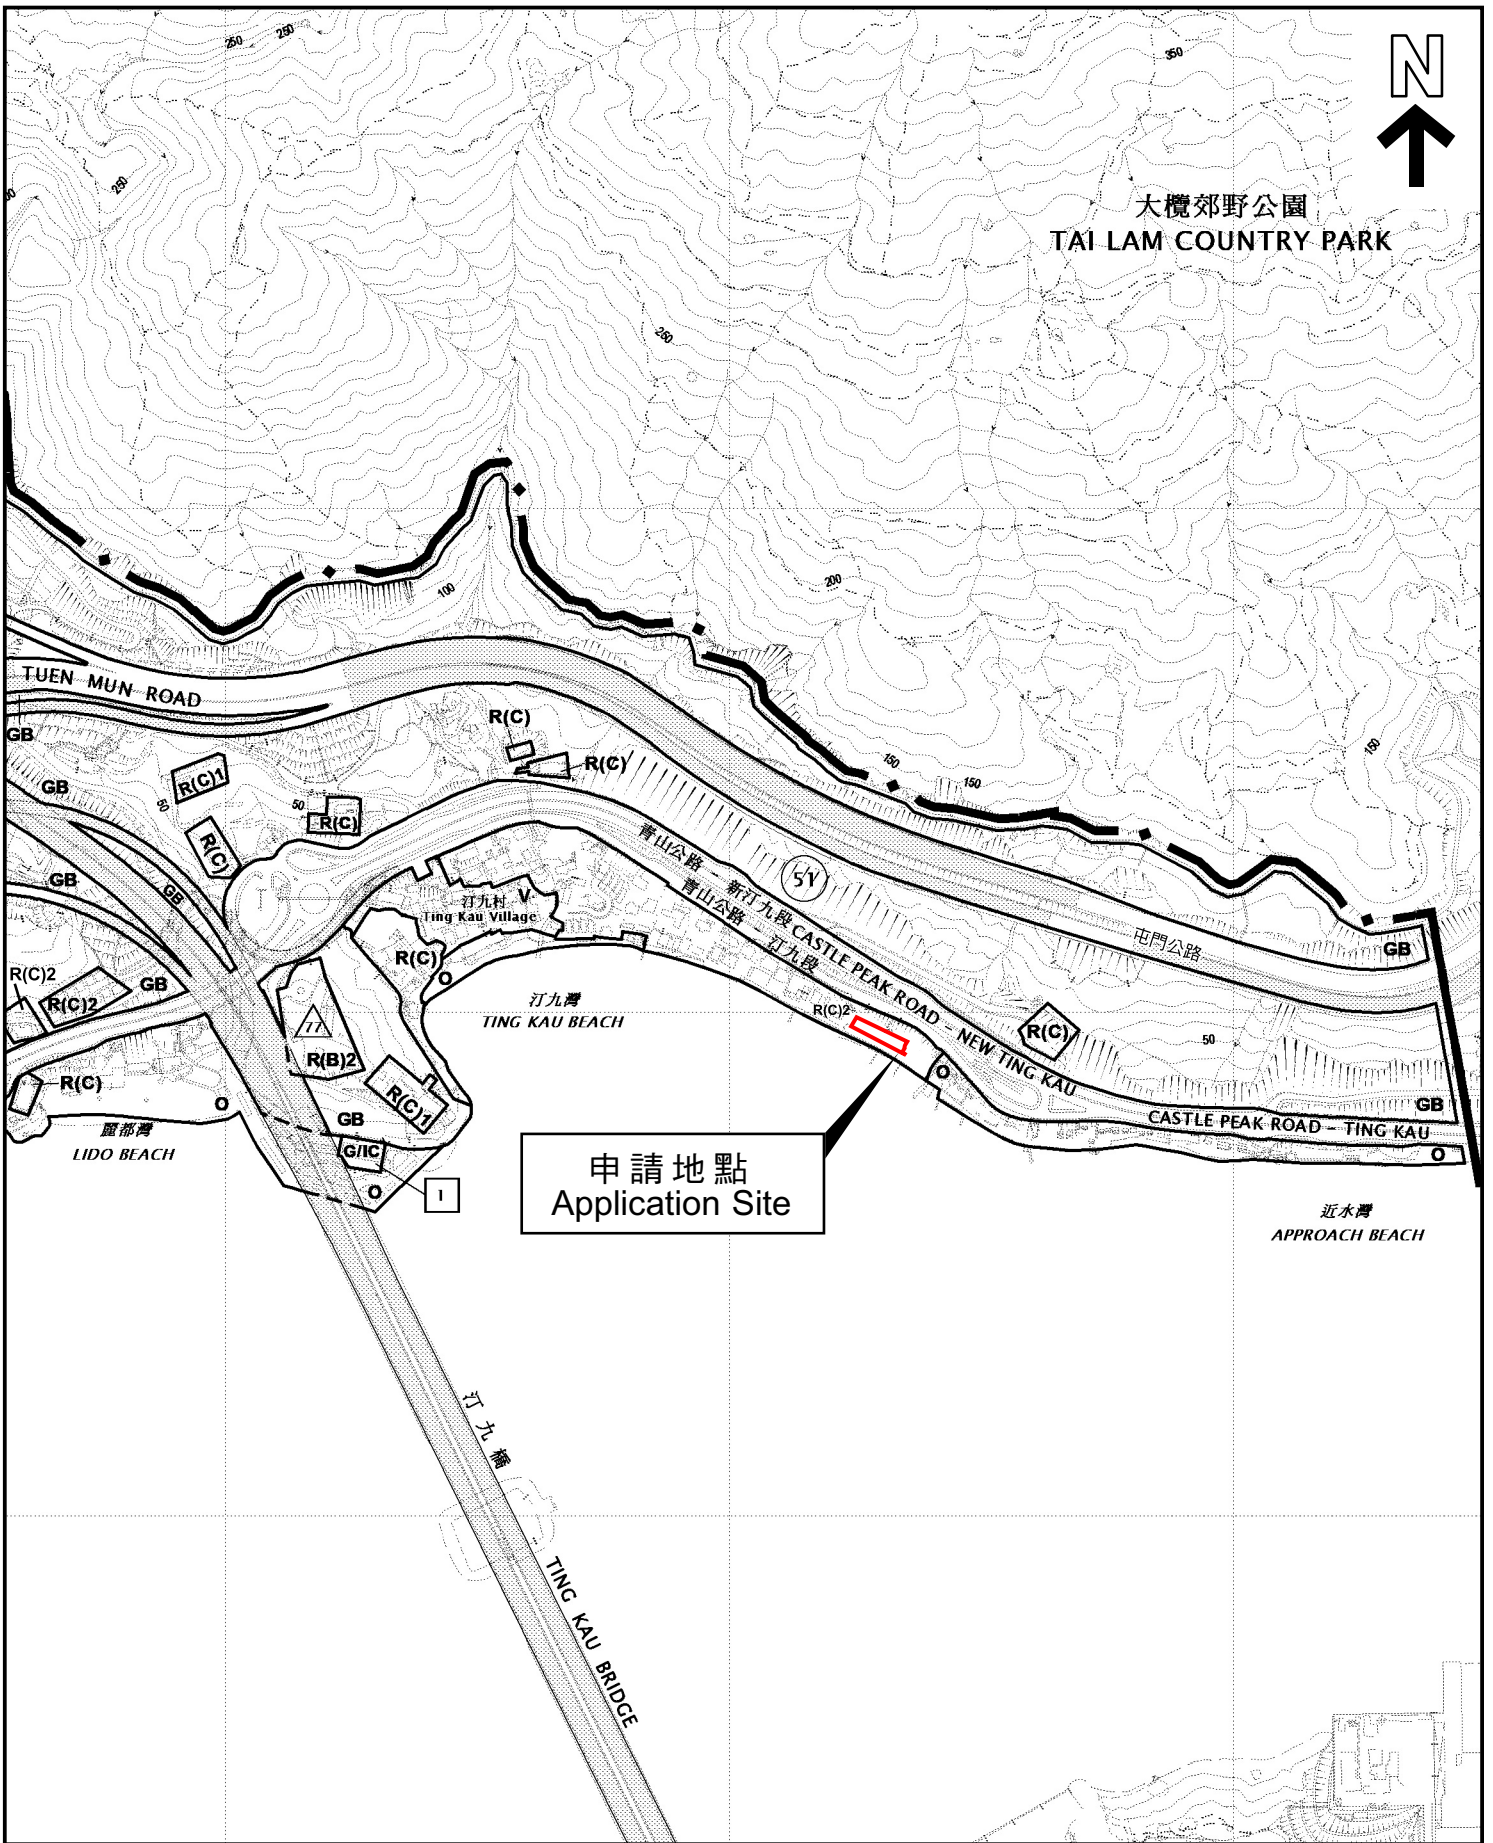 250
250
350
N
250
00
大欖郊野公園
TAI LAM COUNTRY PARK
250
200
100
TUEN MUN ROAD
R(C)
GB
R(C)
150
150
150
R(C)1
GB
50
50
R(C)
青山公路 - 新汀九段 CASTLE PEAK ROAD - NEW TING KAU
青山公路 - 汀九段
R(C)
51
GB
GB
汀九村
V
Ting Kau Village
屯門公路
GB
R(C)
R(C)2
GB
O
R(C)2
汀九灣
TING KAU BEACH
R(C)2
77
R(C)
50
R(B)2
R(C)
O
R(C)1
O
GB
GB
CASTLE PEAK ROAD - TING KAU
麗都灣
LIDO BEACH
G/IC
O
1
O
申請地點
Application Site
近水灣
APPROACH BEACH
汀九橋
TING KAU BRIDGE